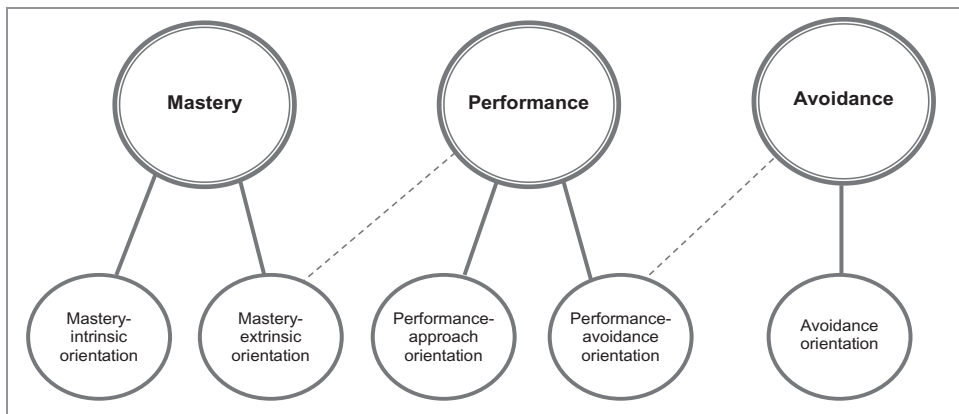 Mastery
Performance
Avoidance
Mastery-
intrinsic
orientation
Mastery-
extrinsic
orientation
Performance-
approach
orientation
Performance-
avoidance
orientation
Avoidance
orientation